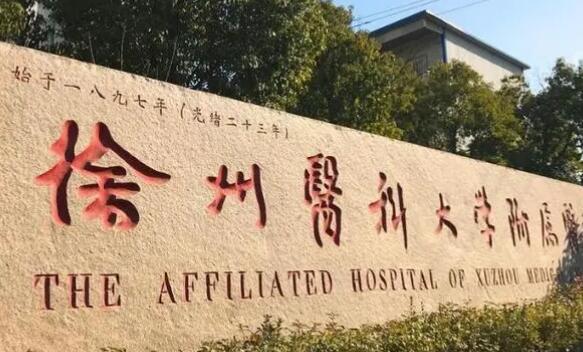 始于一八九七年(光绪二十三年)
徐州醫科大学附属醫
THE AFFILIATED HOSPITAL OF XUZHOU